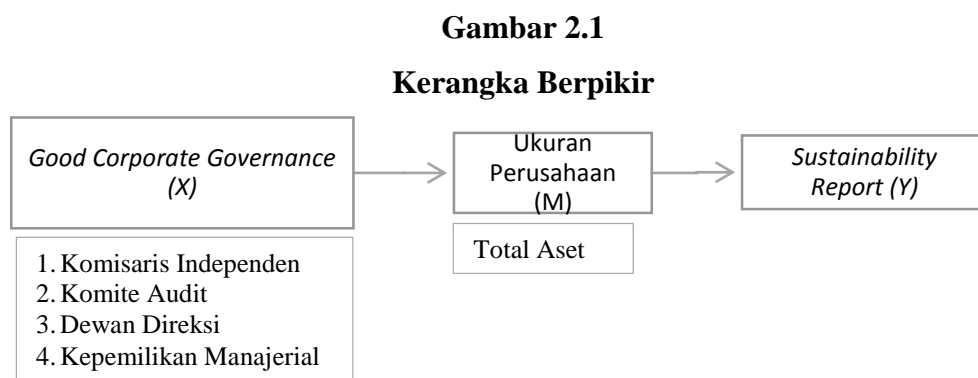 Gambar 2.1
Kerangka Berpikir
Good Corporate Governance
(X)
Ukuran
Perusahaan
(M)
Sustainability
Report (Y)
1. Komisaris Independen
2. Komite Audit
3. Dewan Direksi
4. Kepemilikan Manajerial
Total Aset